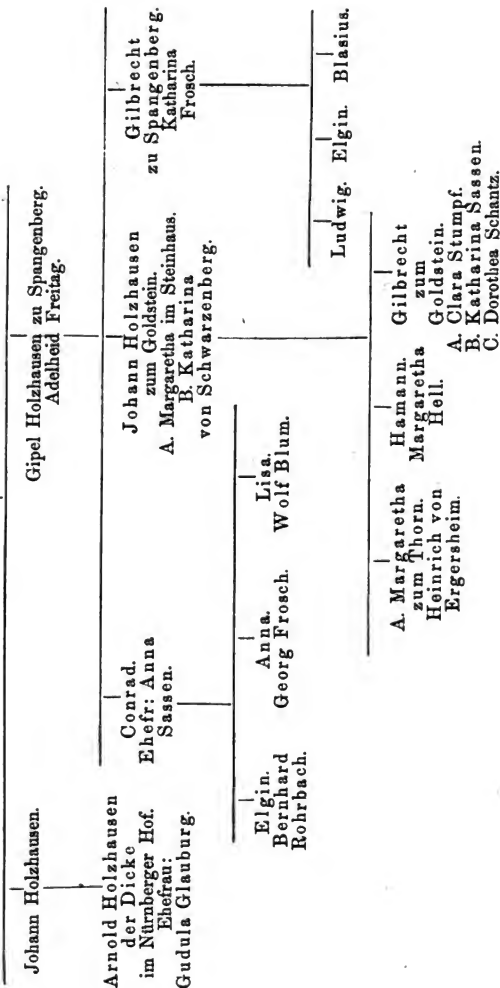 Johann Holzhausen.
Gipel Holzhausen zu Spangenberg.
Adelheid Freitag.
Arnold Holzhausen
der Dicke
im Nürnberger Hof.
Ehefrau:
Gudula Glauburg.
Conrad.
Ehefr: Anna
Sassen.
Johann Holzhausen
zum Goldstein.
A. Margaretha im Steinhaus.
B. Katharina
von Schwarzenberg.
Gilbrecht
zu Spangenberg.
Katharina
Frosch.
Elgin.
Bernhard
Rohrbach.
Anna.
Georg Frosch.
Lisa.
Wolf Blum.
Ludwig.
Elgin.
Blasius.
A. Margaretha
zum Thorn.
Heinrich von
Ergersheim.
Hamann.
Margaretha
Hell.
Gilbrecht
zum
Goldstein.
A. Clara Stumpf.
B. Katharina Sassen.
C. Dorothea Schantz.